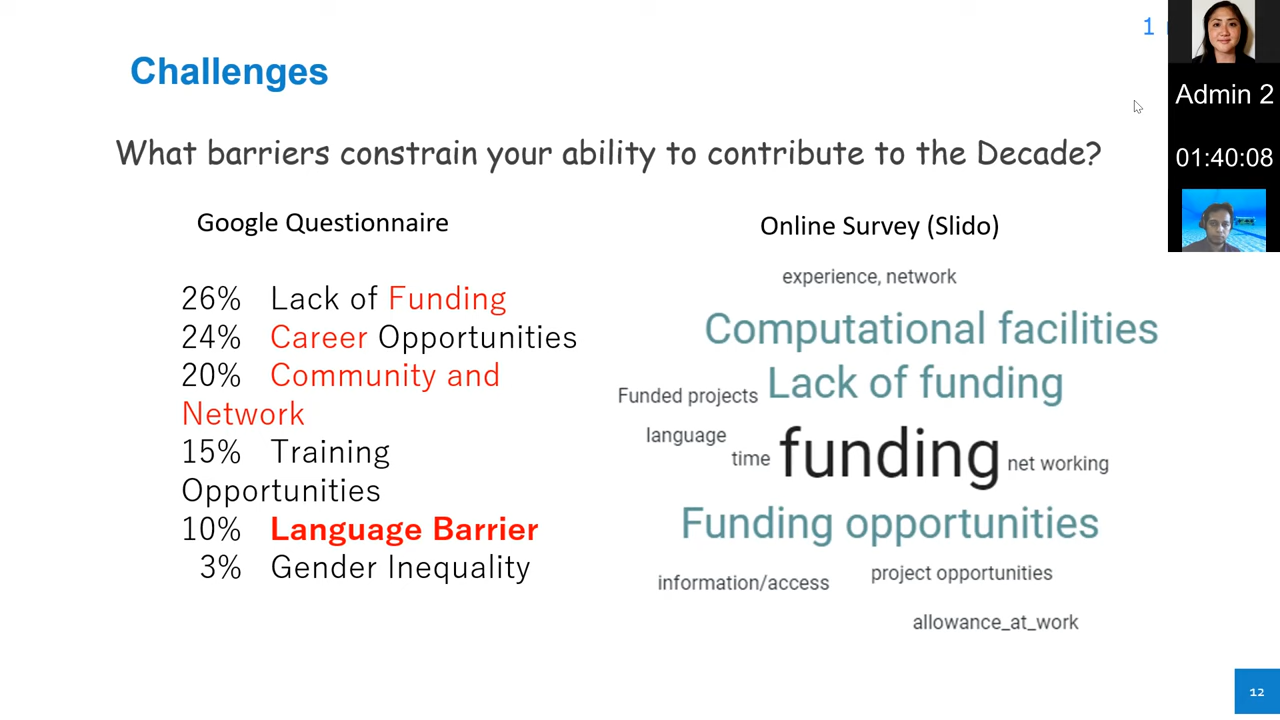 1
Challenges
Admin 2
01:40:08
What barriers constrain your ability to contribute to the Decade?
Google Questionnaire
26% Lack of Funding
24% Career Opportunities
20% Community and
Network
15% Training
Opportunities
10% Language Barrier
3% Gender Inequality
Online Survey (Slido)
experience, network
Computational facilities
Lack of funding
Funded projects
language
time
funding
net working
Funding opportunities
information/access
project opportunities
allowance_at_work
12